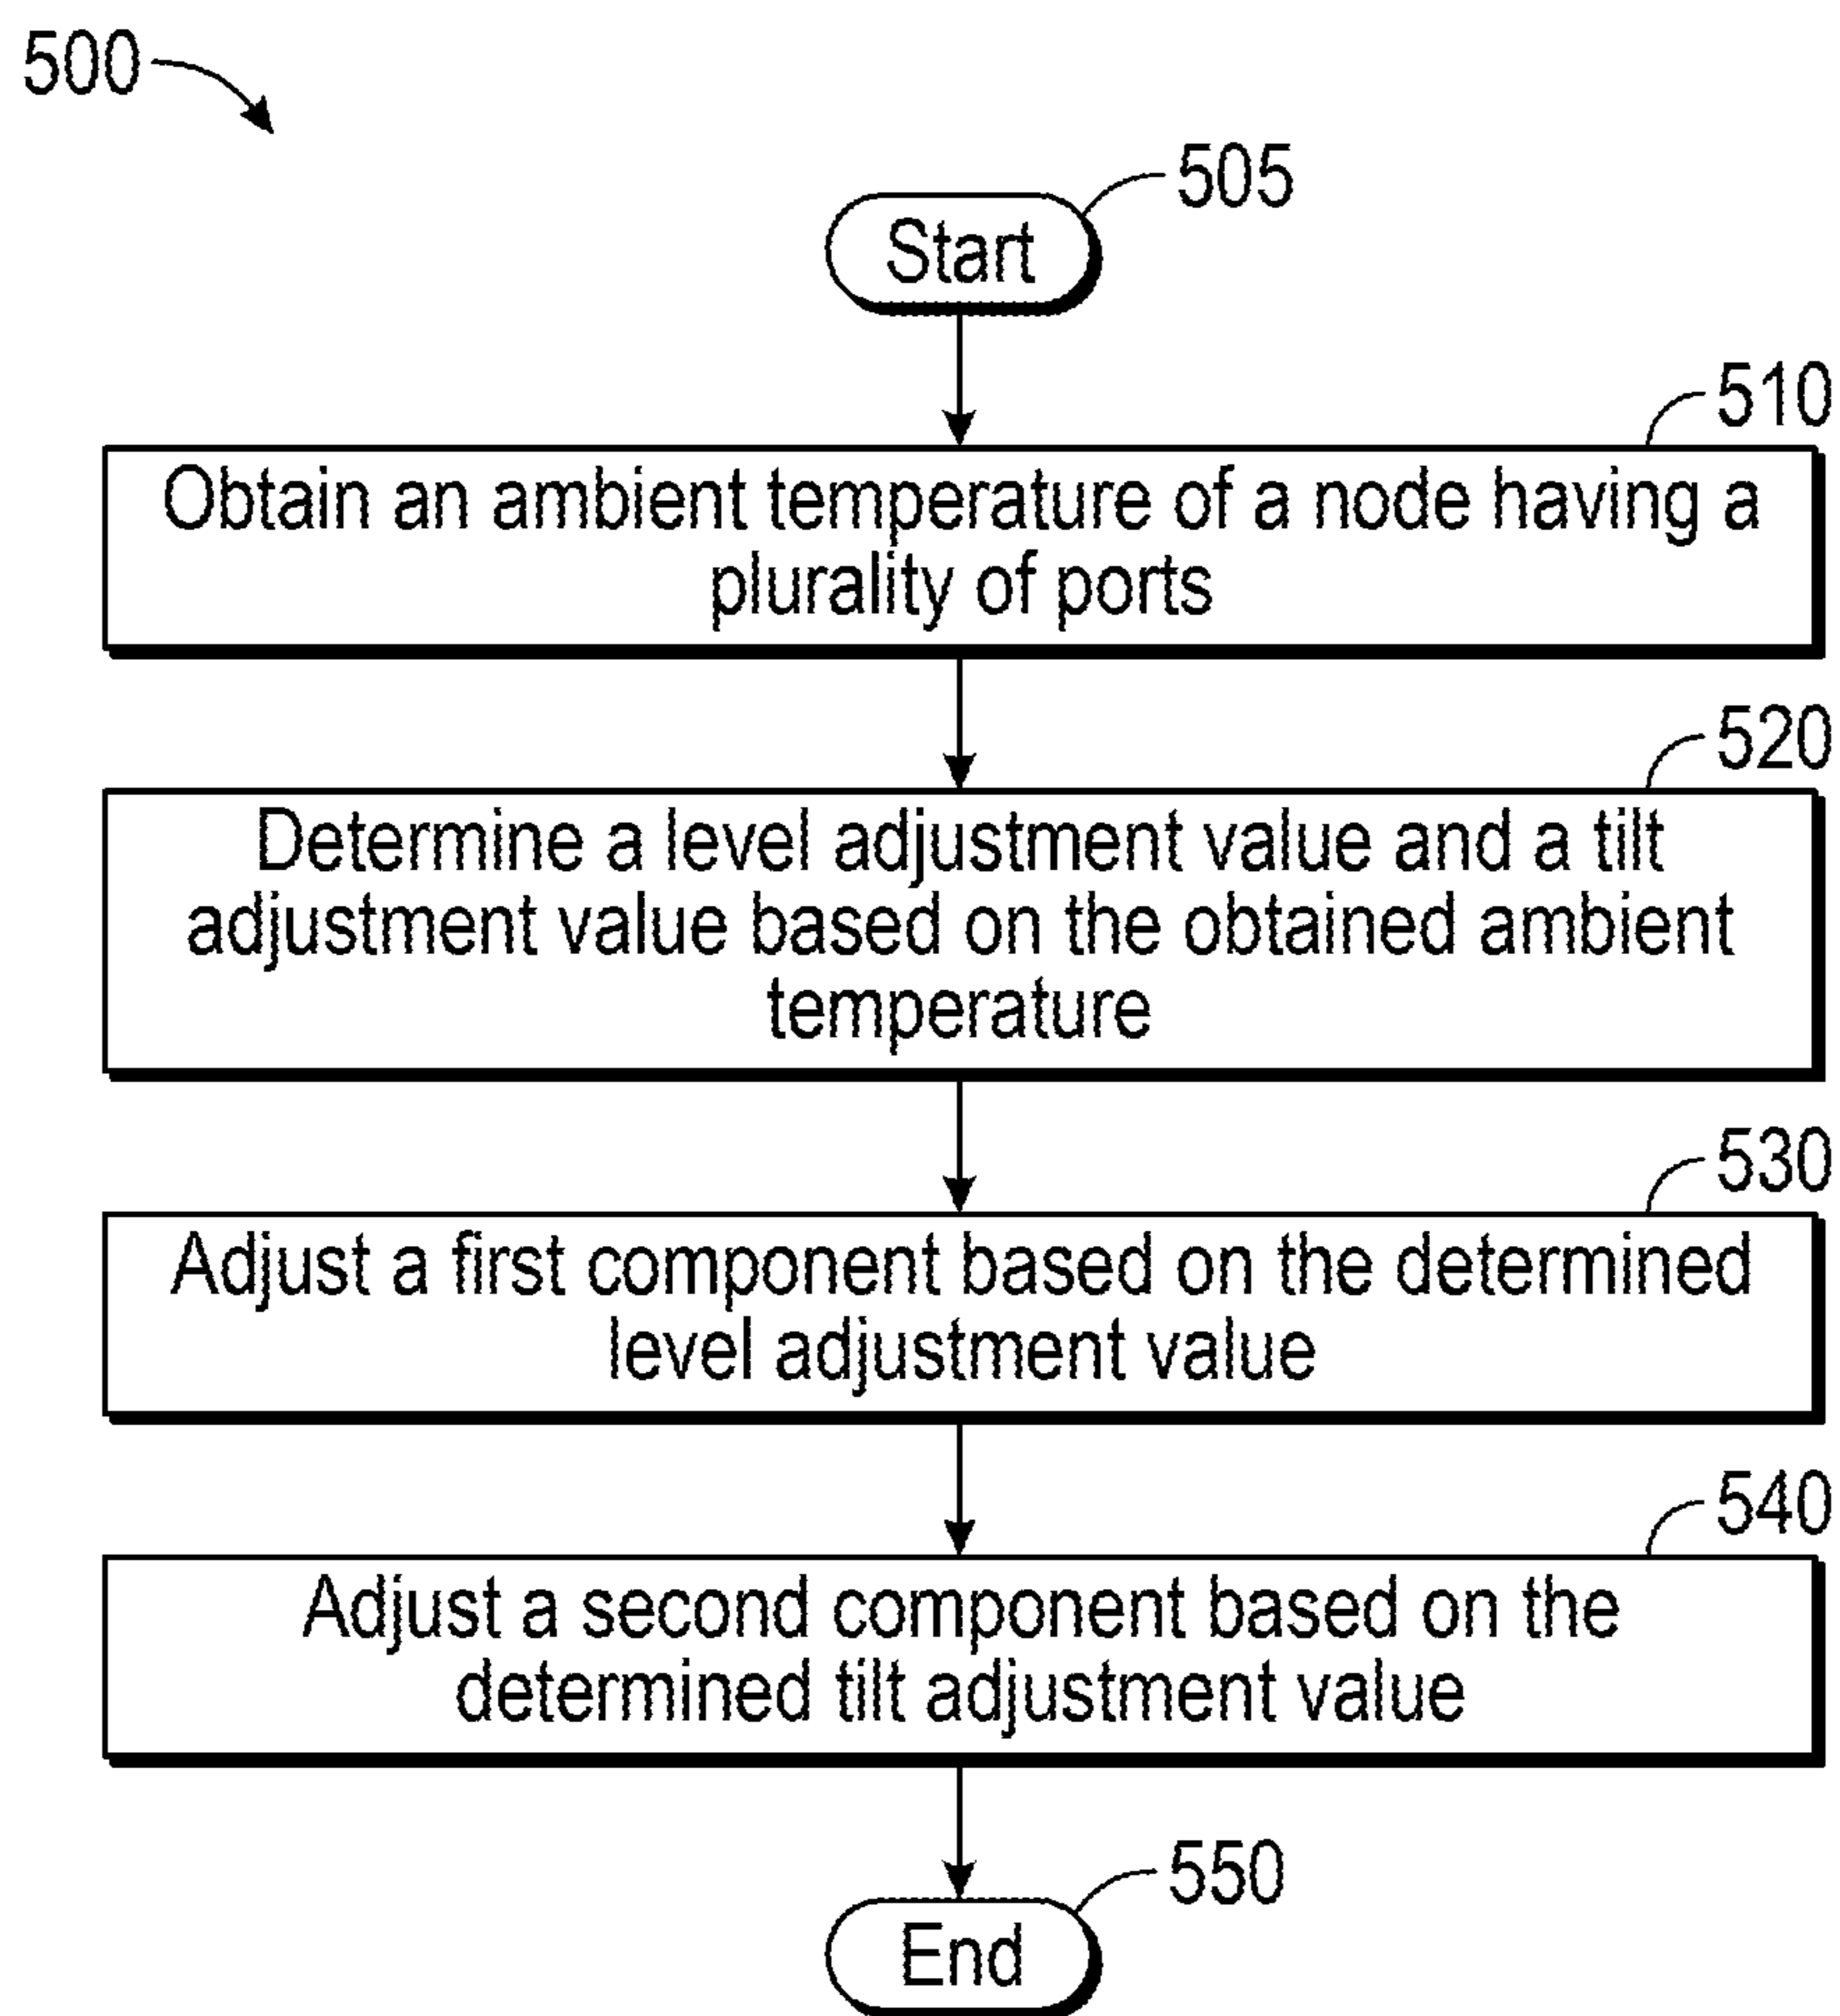 500
505
Start
510
Obtain an ambient temperature of a node having a
plurality of ports
520
Determine a level adjustment value and a tilt
adjustment value based on the obtained ambient
temperature
530
Adjust a first component based on the determined
level adjustment value
540
Adjust a second component based on the
determined tilt adjustment value
550
End